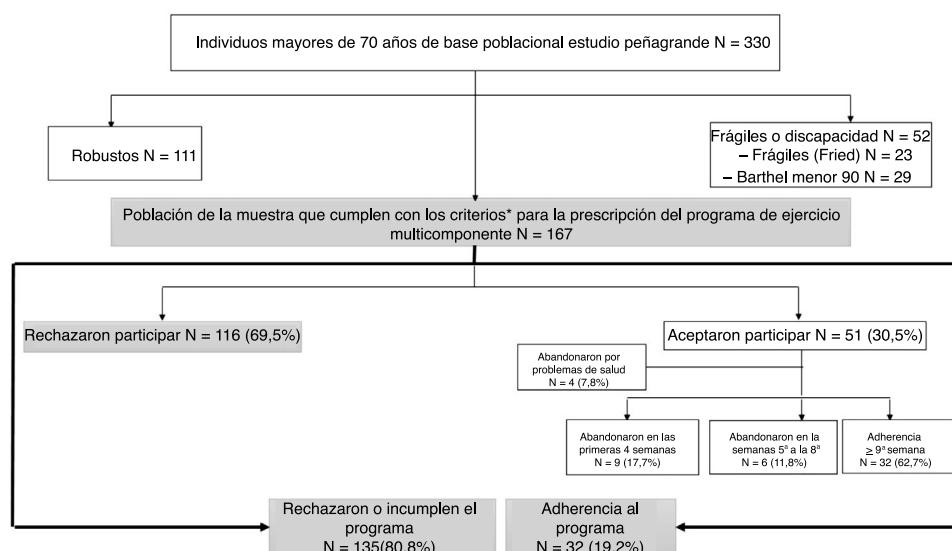 Individuos mayores de 70 años de base poblacional estudio peñagrande N = 330
Robustos N = 111
Frágiles o discapacidad N = 52
– Frágiles (Fried) N = 23
– Barthel menor 90 N = 29
Población de la muestra que cumplen con los criterios* para la prescripción del programa de ejercicio
multicomponente N = 167
Rechazaron participar N = 116 (69,5%)
Aceptaron participar N = 51 (30,5%)
Abandonaron por
problemas de salud
N = 4 (7,8%)
Abandonaron en las
primeras 4 semanas
N = 9 (17,7%)
Abandonaron en la
semanas 5ª a la 8ª
N = 6 (11,8%)
Adherencia
≥ 9ª semana
N = 32 (62,7%)
Rechazaron o incumplen el
programa
N = 135(80,8%)
Adherencia al
programa
N = 32 (19,2%)